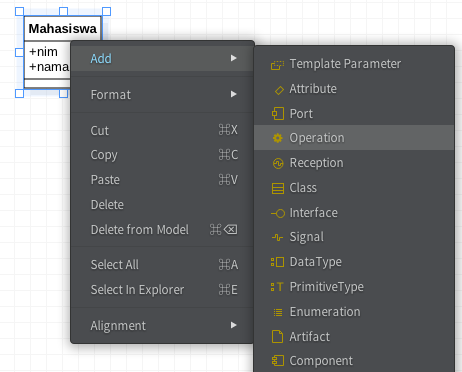 Mahasiswa
+nim
+nama
Add
Format
Cut ⌘X
Copy ⌘C
Paste ⌘V
Delete
Delete from Model ⌘⌫
Select All ⌘A
Select In Explorer ⌘E
Alignment
Template Parameter
Attribute
Port
Operation
Reception
Class
Interface
Signal
DataType
PrimitiveType
Enumeration
Artifact
Component